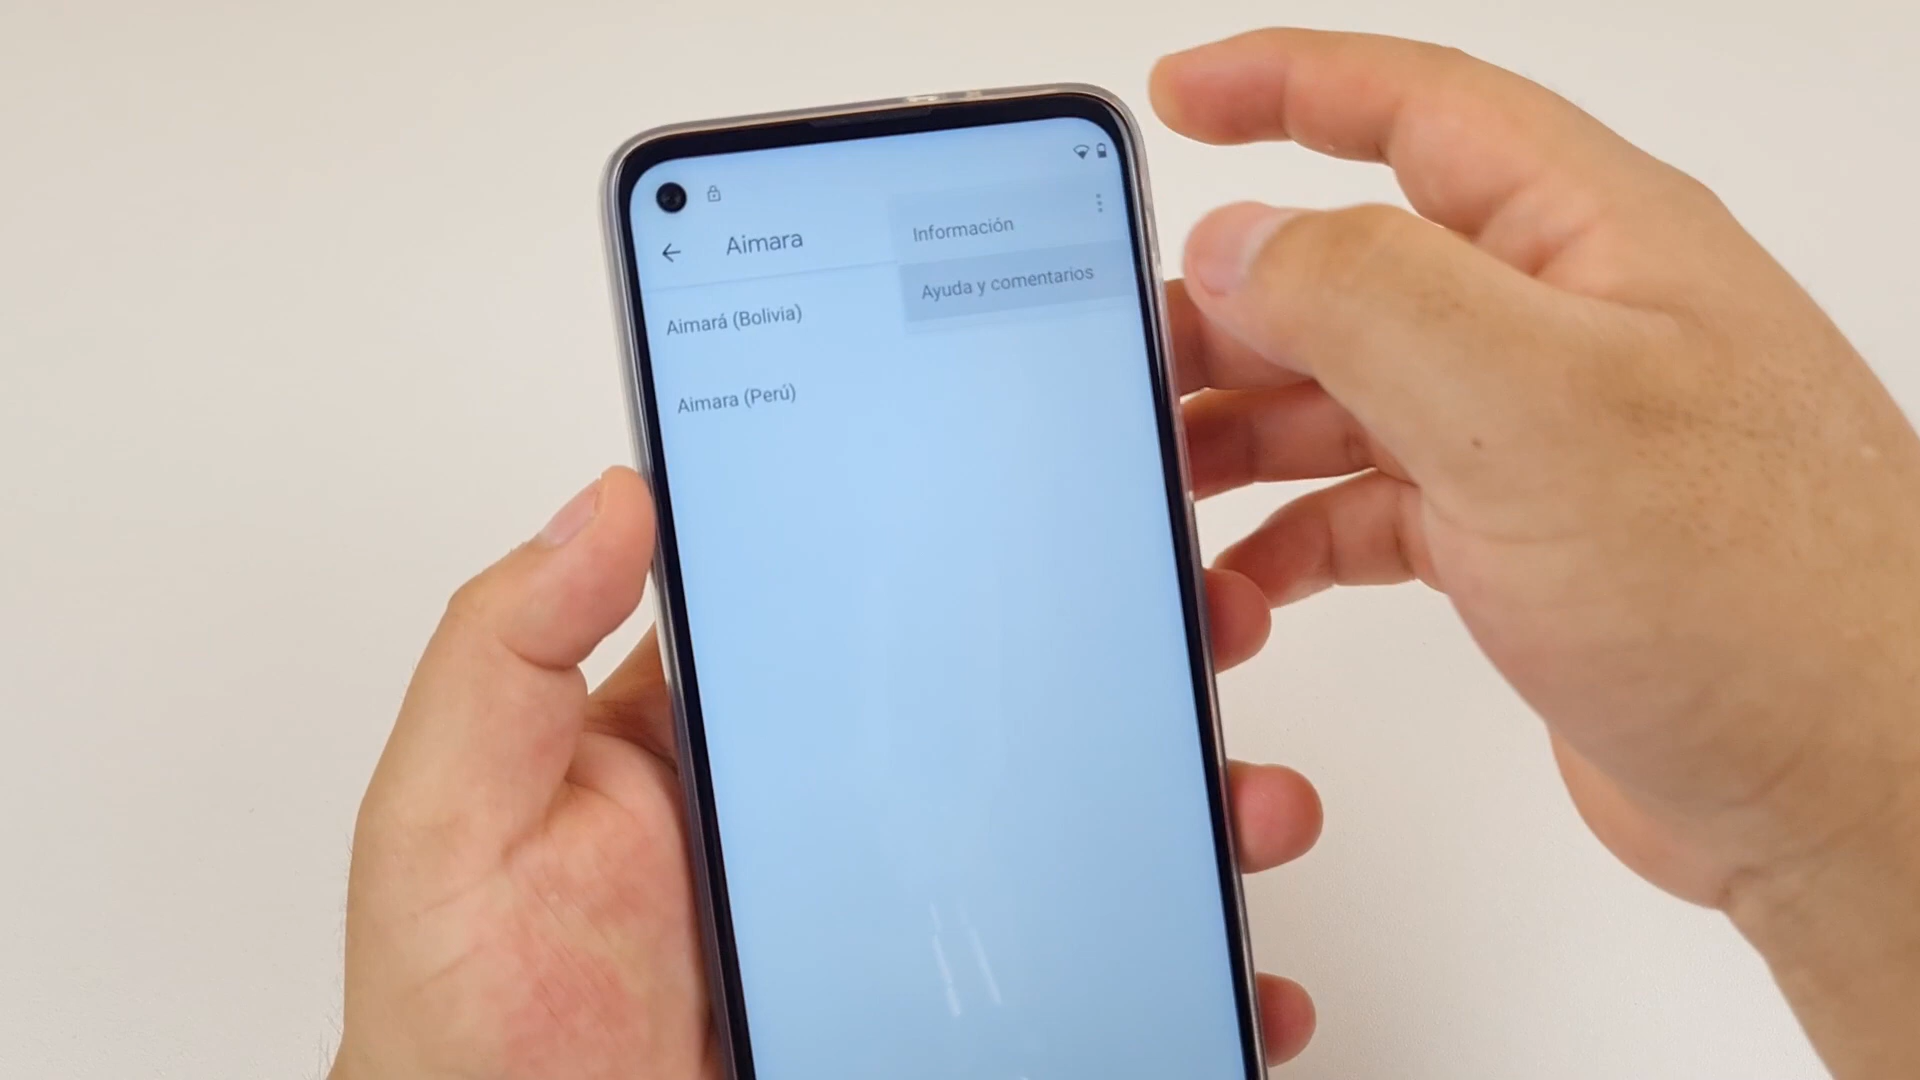 Aimara
Información
Ayuda y comentarios
Aimará (Bolivia)
Aimara (Perú)